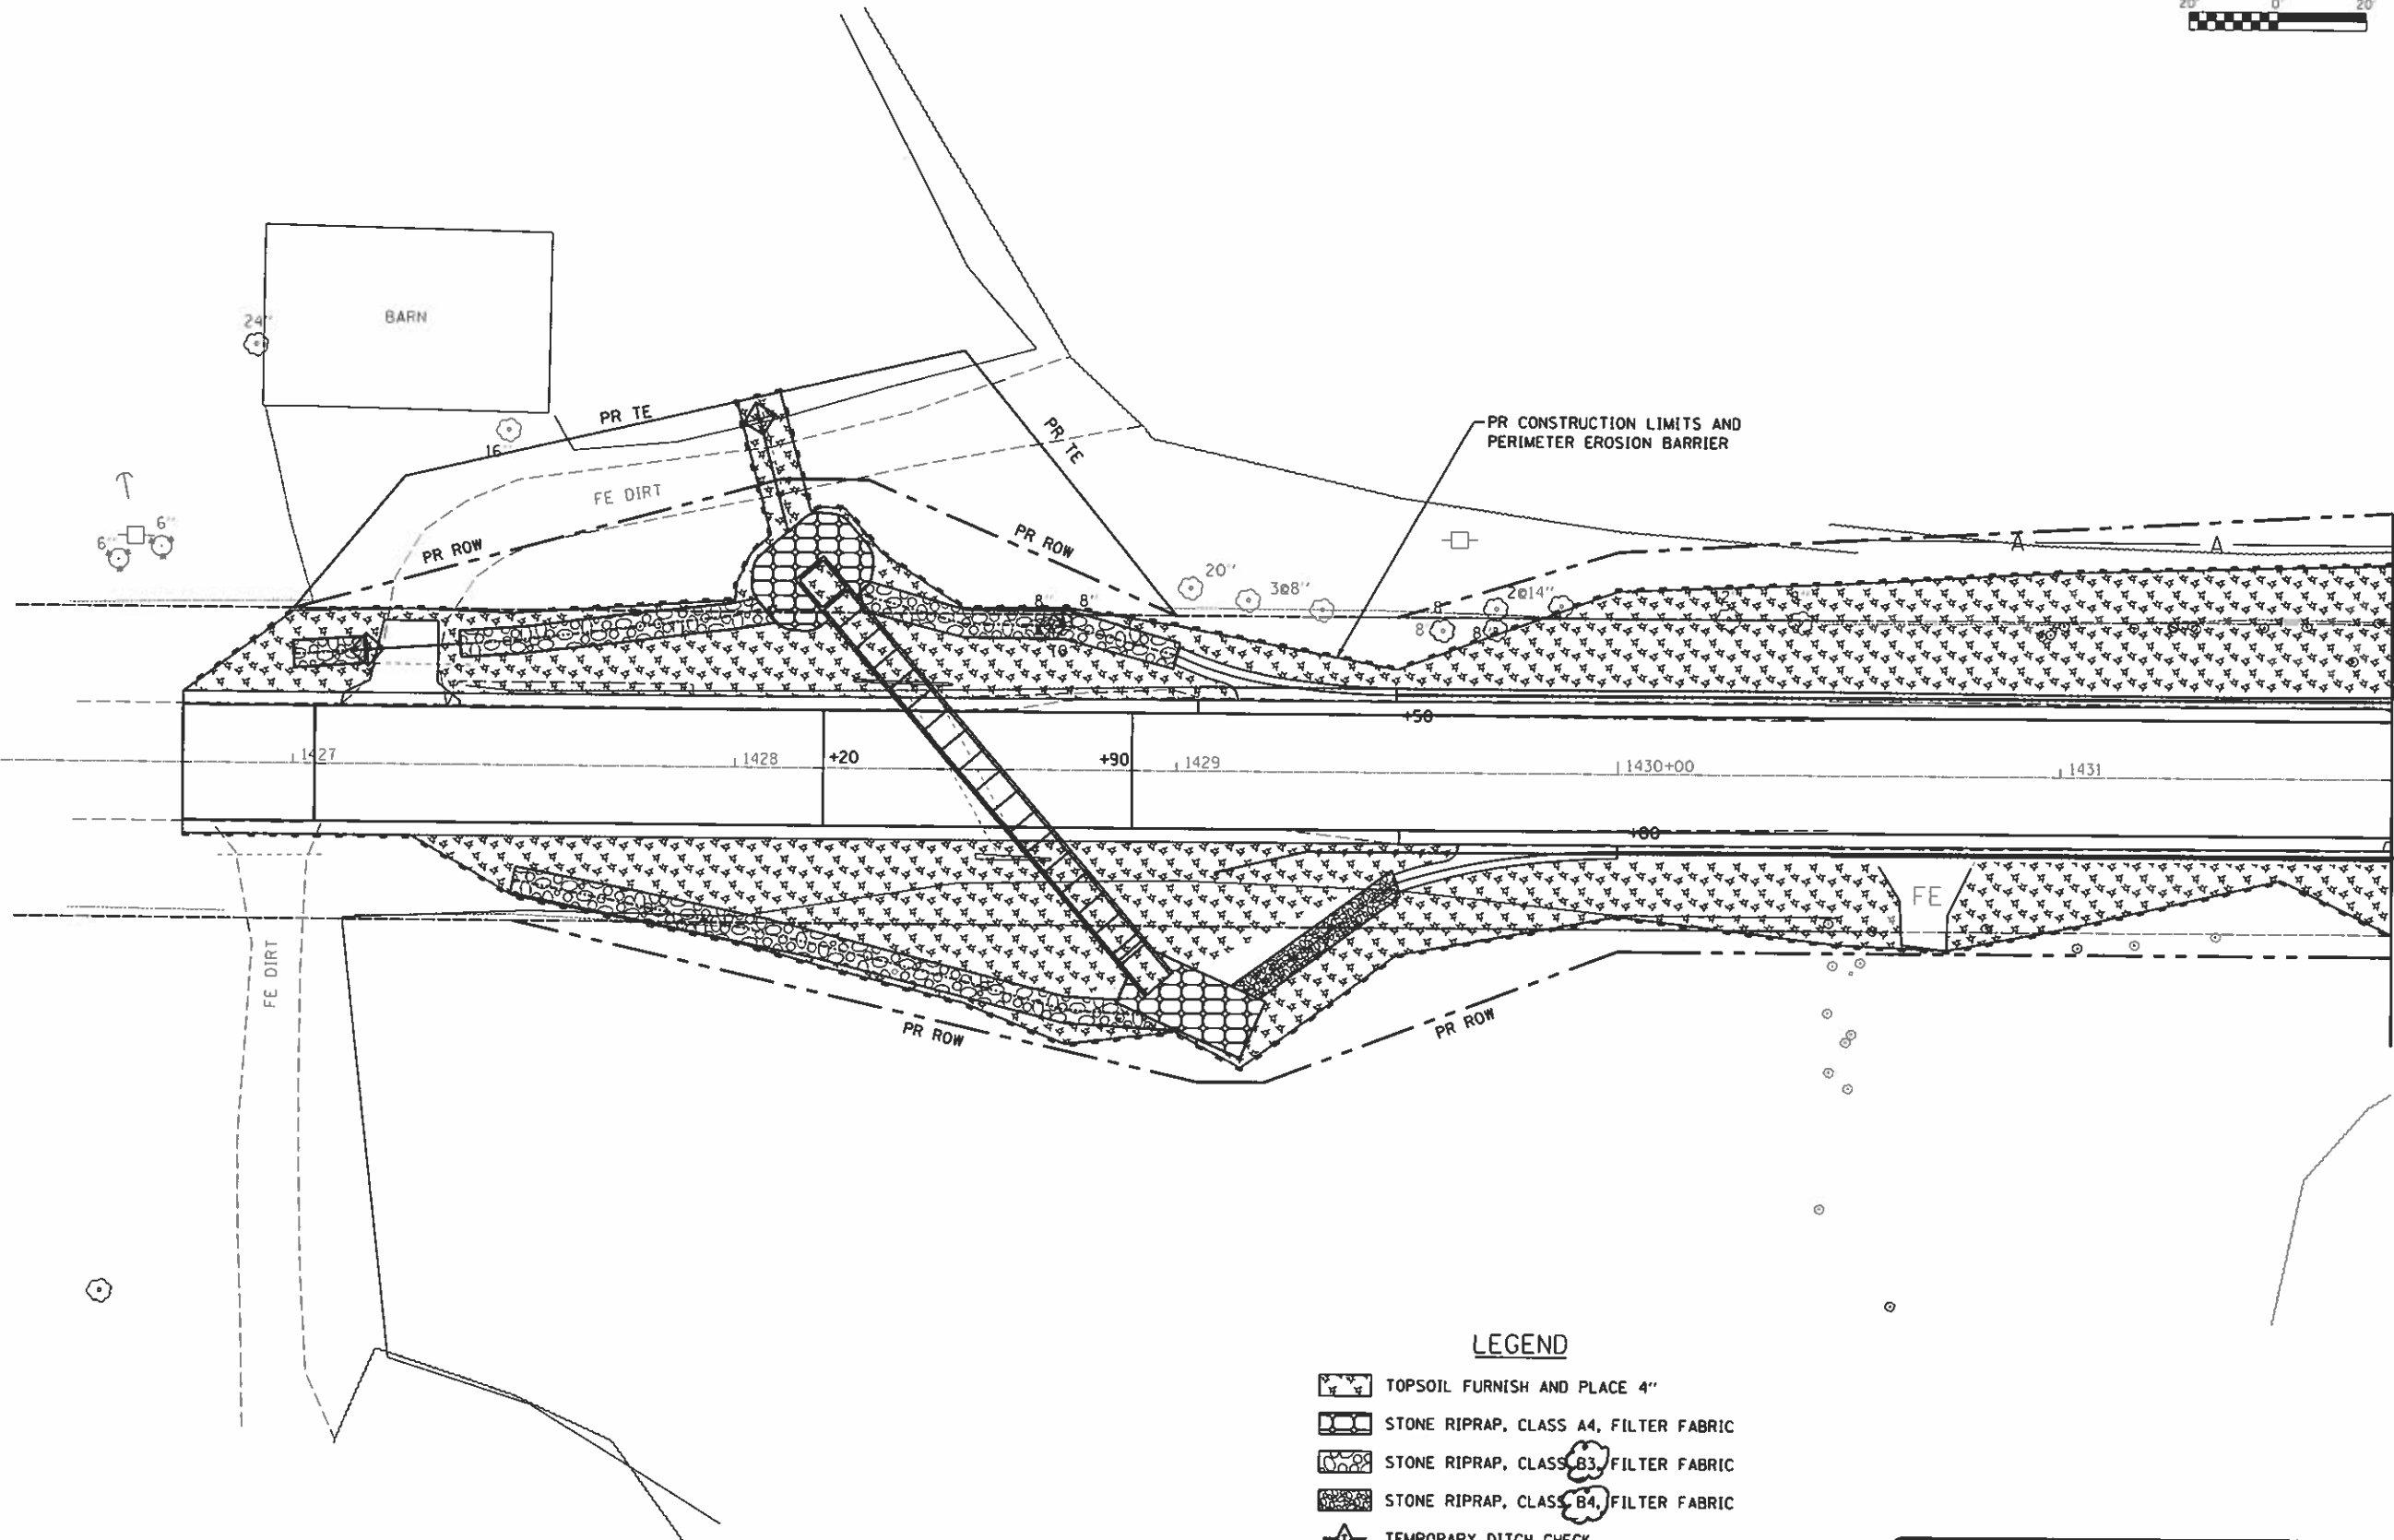 20' 0' 20'
24"
BARN
PR TE
16"
PR TE
PR CONSTRUCTION LIMITS AND
PERIMETER EROSION BARRIER
FE DIRT
PR ROW
PR ROW
6"
6"
20"
3@8"
8"
8"
8
2@14"
8
A
A
10
+50
1427
1428
+20
+90
1429
1430+00
1431
FE
FE DIRT
PR ROW
PR ROW
LEGEND
TOPSOIL FURNISH AND PLACE 4"
STONE RIPRAP, CLASS A4, FILTER FABRIC
STONE RIPRAP, CLASS B3, FILTER FABRIC
STONE RIPRAP, CLASS B4, FILTER FABRIC
TEMPORARY DITCH CHECK